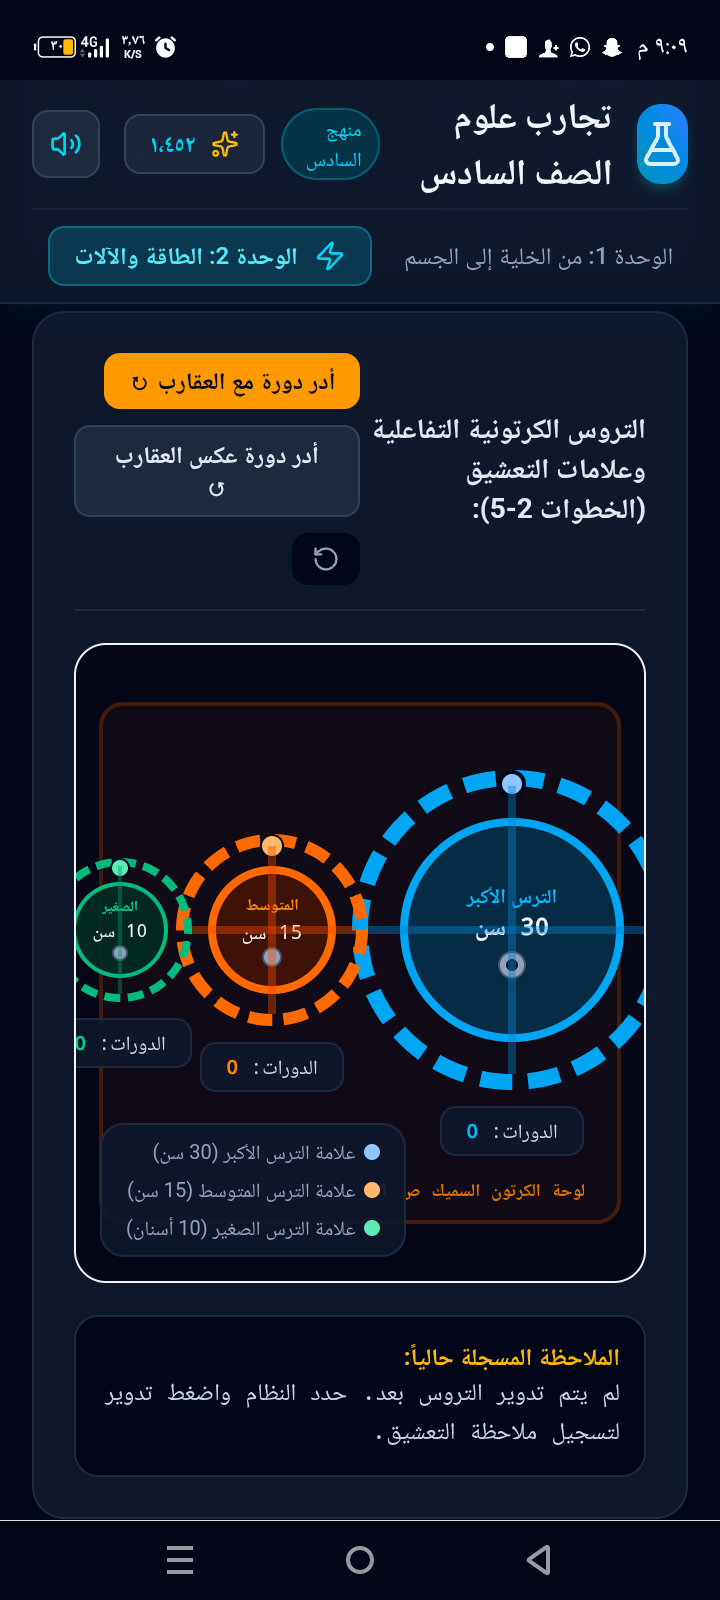 ٩:٠٩ م
٣,٧٦ K/S
4G
٣٠
تجارب علوم
الصف السادس
منهج
السادس
١،٤٥٢
الوحدة 1: من الخلية إلى الجسم
الوحدة 2: الطاقة والآلات
التروس الكرتونية التفاعلية
وعلامات التعشيق
(الخطوات 2-5):
أدر دورة مع العقارب ↻
أدر دورة عكس العقارب
↺
الترس الأكبر
30 سن
المتوسط
15 سن
الصغير
10 سن
الدورات: 0
الدورات: 0
الدورات: 0
علامة الترس الأكبر (30 سن)
علامة الترس المتوسط (15 سن)
علامة الترس الصغير (10 أسنان)
لوحة الكرتون السميك ص
الملاحظة المسجلة حالياً:
لم يتم تدوير التروس بعد. حدد النظام واضغط تدوير
لتسجيل ملاحظة التعشيق.